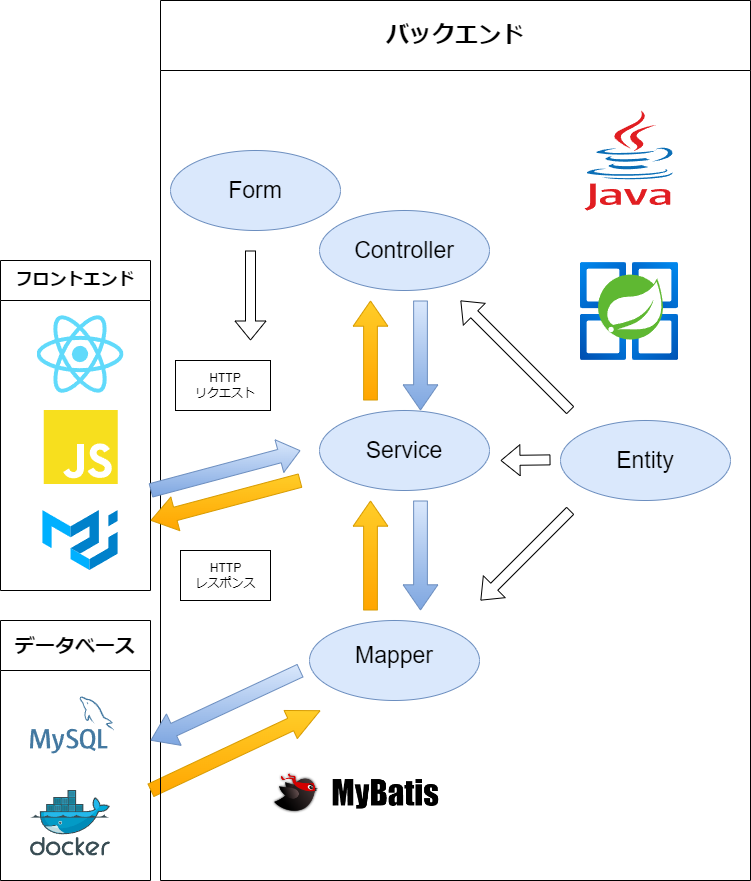 バックエンド
Java
Form
Controller
フロントエンド
HTTP
リクエスト
JS
Service
Entity
HTTP
レスポンス
データベース
Mapper
MySQL
MyBatis
docker